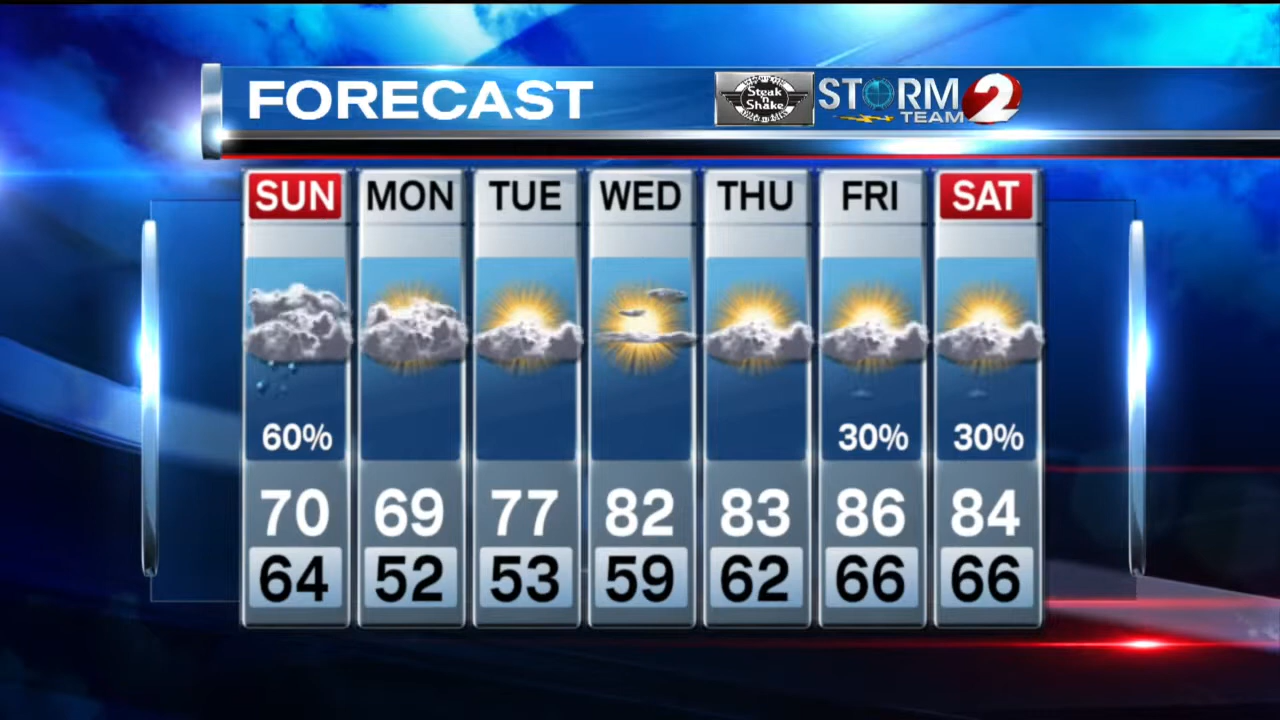 FORECAST
Steak
n
Shake
STORM
TEAM 2
SUN MON TUE WED THU FRI SAT
60% 30% 30%
70 69 77 82 83 86 84
64 52 53 59 62 66 66